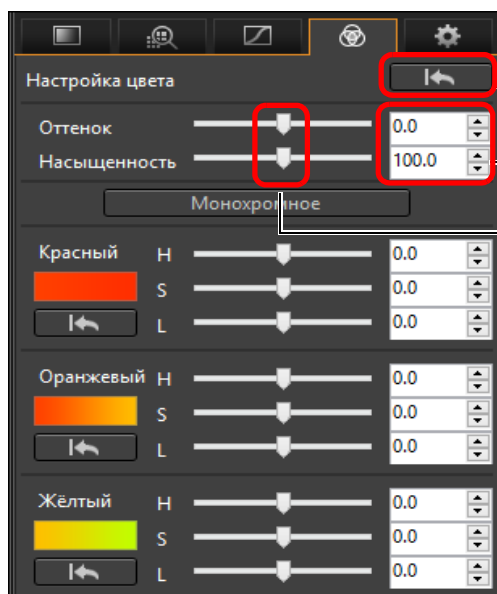 Настройка цвета
Оттенок 0.0
Насыщенность 100.0
Монохромное
Красный H 0.0
S 0.0
L 0.0
Оранжевый H 0.0
S 0.0
L 0.0
Жёлтый H 0.0
S 0.0
L 0.0